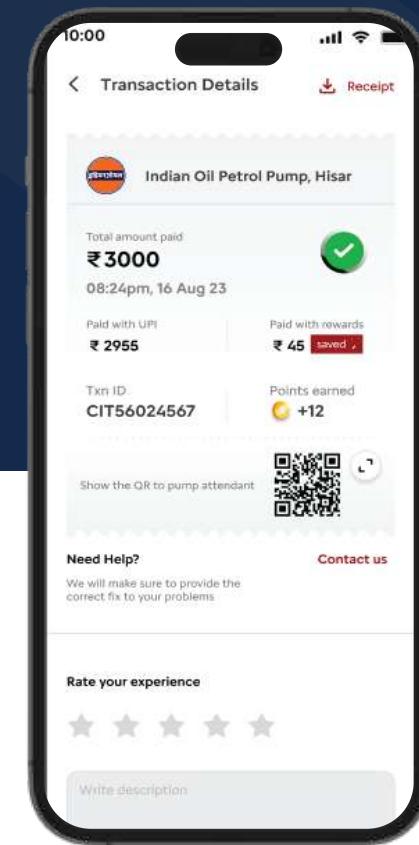 10:00
Transaction Details
Receipt
इंडियनऑयल
Indian Oil Petrol Pump, Hisar
Total amount paid
₹3000
08:24pm, 16 Aug 23
Paid with UPI
Paid with rewards
₹ 2955
₹ 45 saved
Txn ID
Points earned
CIT56024567
+12
Show the QR to pump attendant
Need Help?
Contact us
We will make sure to provide the
correct fix to your problems
Rate your experience
Write description